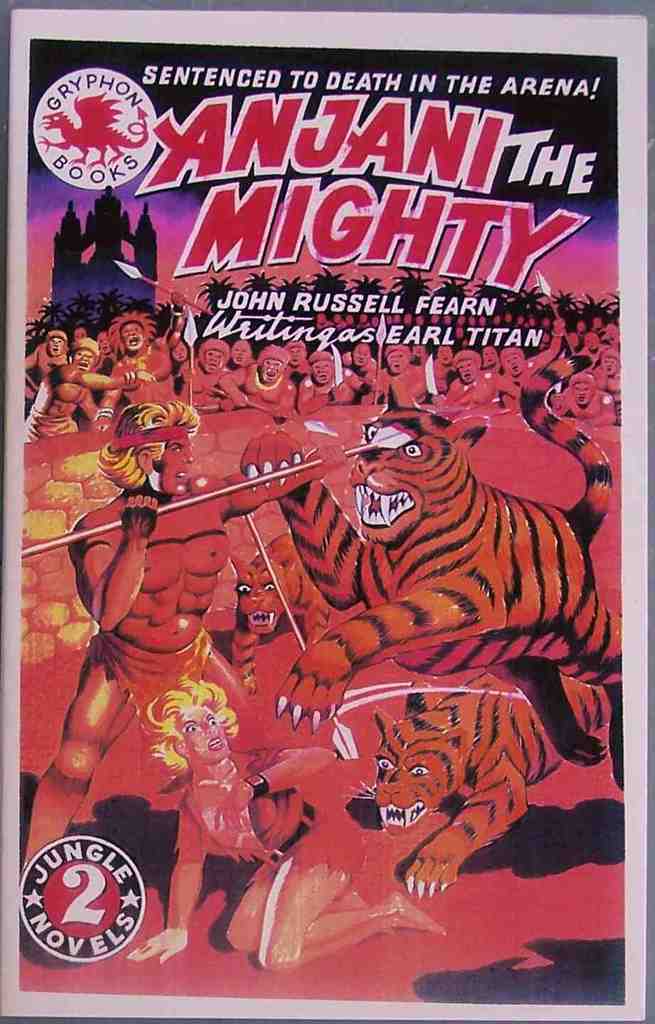 SENTENCED TO DEATH IN THE ARENA!
GRYPHON
BOOKS
ANJANI THE
MIGHTY
JOHN RUSSELL FEARN
Writing as EARL TITAN
JUNGLE
2
NOVELS